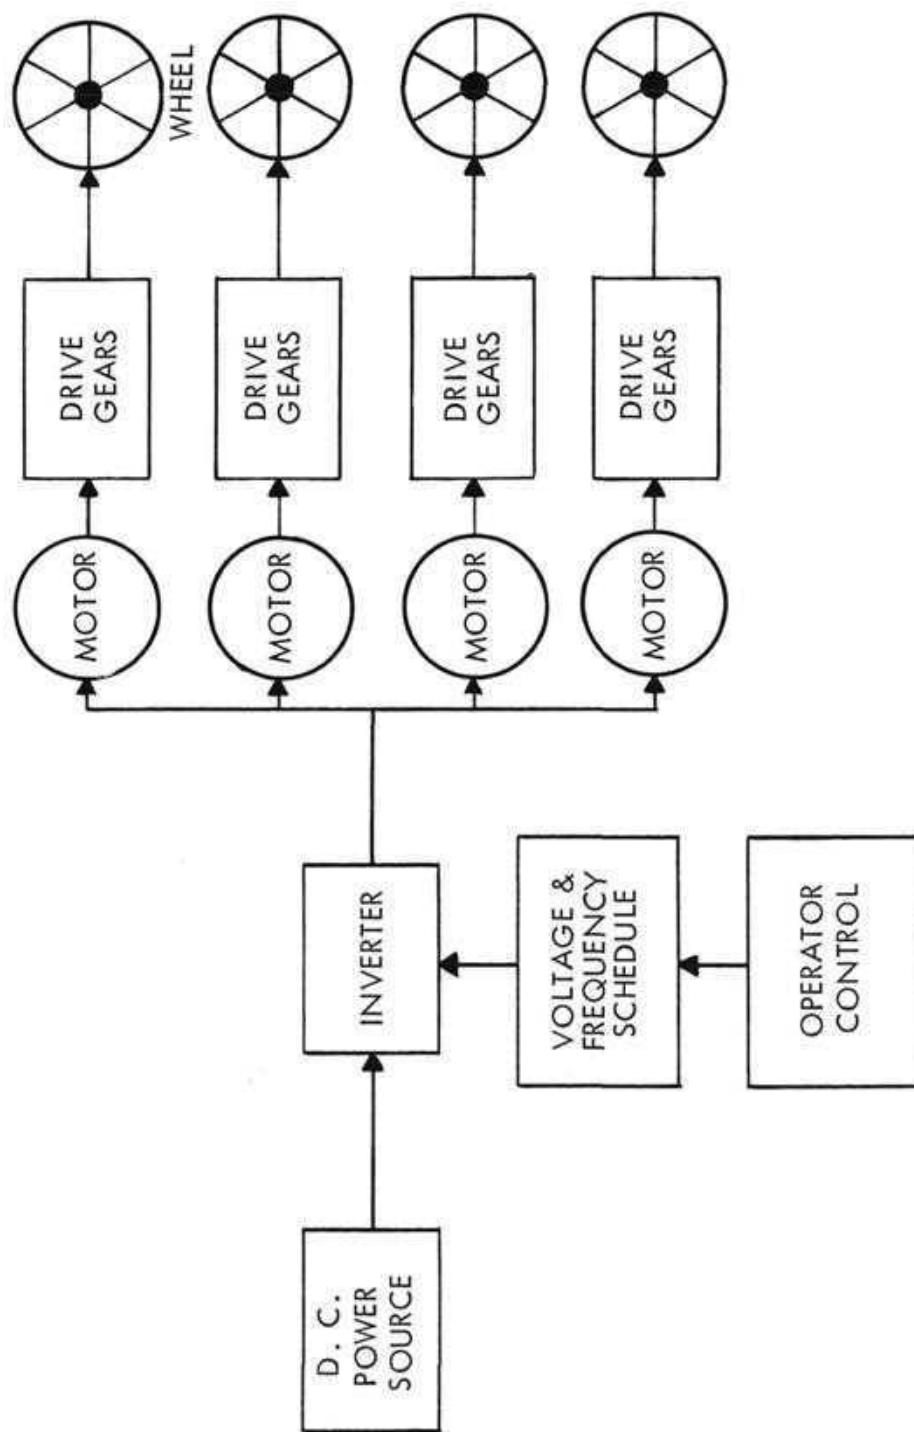 MOTOR
DRIVE
GEARS
WHEEL
MOTOR
DRIVE
GEARS
D. C.
POWER
SOURCE
INVERTER
MOTOR
DRIVE
GEARS
MOTOR
DRIVE
GEARS
VOLTAGE &
FREQUENCY
SCHEDULE
OPERATOR
CONTROL